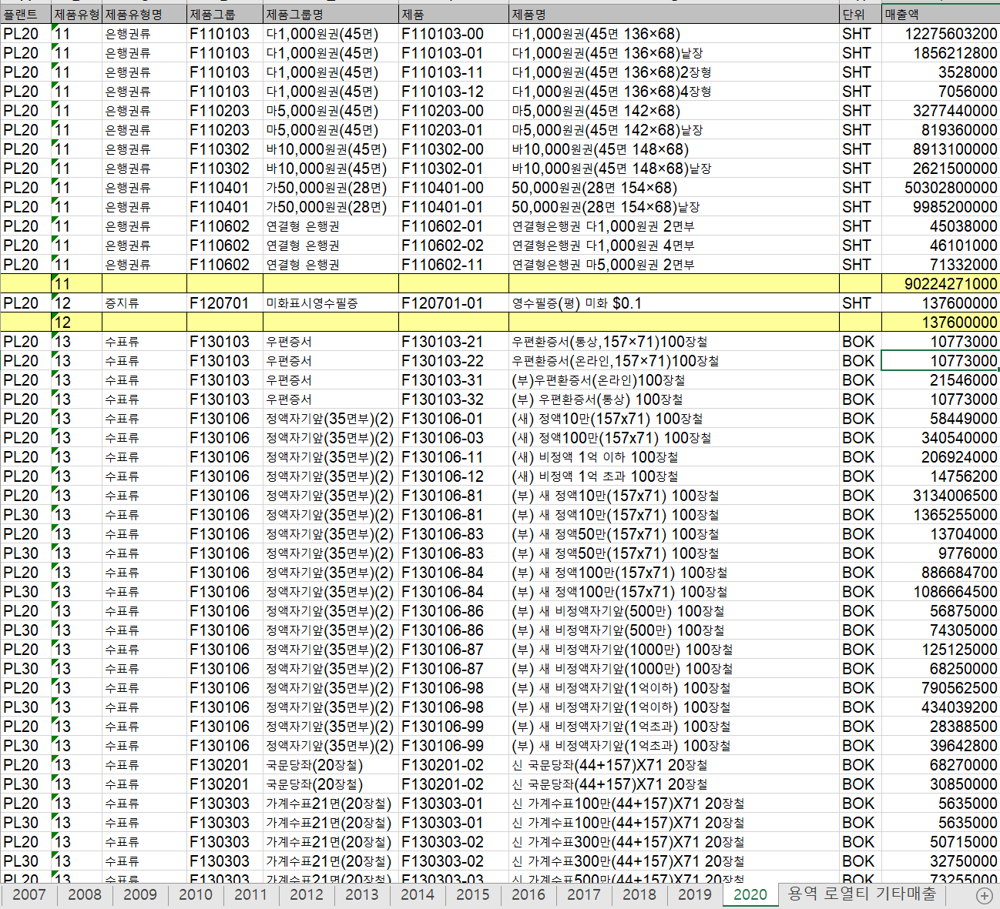 플랜트 제품유형 제품유형명 제품그룹 제품그룹명 제품 제품명 단위 매출액
PL20 11 은행권류 F110103 다1,000원권(45면) F110103-00 다1,000원권(45면 136×68) SHT 12275603200
PL20 11 은행권류 F110103 다1,000원권(45면) F110103-01 다1,000원권(45면 136×68)낱장 SHT 1856212800
PL20 11 은행권류 F110103 다1,000원권(45면) F110103-11 다1,000원권(45면 136×68)2장형 SHT 3528000
PL20 11 은행권류 F110103 다1,000원권(45면) F110103-12 다1,000원권(45면 136×68)4장형 SHT 7056000
PL20 11 은행권류 F110203 마5,000원권(45면) F110203-00 마5,000원권(45면 142×68) SHT 3277440000
PL20 11 은행권류 F110203 마5,000원권(45면) F110203-01 마5,000원권(45면 142×68)낱장 SHT 819360000
PL20 11 은행권류 F110302 바10,000원권(45면) F110302-00 바10,000원권(45면 148×68) SHT 8913100000
PL20 11 은행권류 F110302 바10,000원권(45면) F110302-01 바10,000원권(45면 148×68)낱장 SHT 2621500000
PL20 11 은행권류 F110401 가50,000원권(28면) F110401-00 50,000원권(28면 154×68) SHT 50302800000
PL20 11 은행권류 F110401 가50,000원권(28면) F110401-01 50,000원권(28면 154×68)낱장 SHT 9985200000
PL20 11 은행권류 F110602 연결형 은행권 F110602-01 연결형은행권 다1,000원권 2면부 SHT 45038000
PL20 11 은행권류 F110602 연결형 은행권 F110602-02 연결형은행권 다1,000원권 4면부 SHT 46101000
PL20 11 은행권류 F110602 연결형 은행권 F110602-11 연결형은행권 마5,000원권 2면부 SHT 71332000
11 90224271000
PL20 12 증지류 F120701 미화표시영수필증 F120701-01 영수필증(평) 미화 $0.1 SHT 137600000
12 137600000
PL20 13 수표류 F130103 우편증서 F130103-21 우편환증서(통상,157×71)100장철 BOK 10773000
PL20 13 수표류 F130103 우편증서 F130103-22 우편환증서(온라인,157×71)100장철 BOK 10773000
PL20 13 수표류 F130103 우편증서 F130103-31 (부)우편환증서(온라인)100장철 BOK 21546000
PL20 13 수표류 F130103 우편증서 F130103-32 (부) 우편환증서(통상) 100장철 BOK 10773000
PL20 13 수표류 F130106 정액자기앞(35면부)(2) F130106-01 (새) 정액10만(157x71) 100장철 BOK 58449000
PL20 13 수표류 F130106 정액자기앞(35면부)(2) F130106-03 (새) 정액100만(157x71) 100장철 BOK 340540000
PL20 13 수표류 F130106 정액자기앞(35면부)(2) F130106-11 (새) 비정액 1억 이하 100장철 BOK 206924000
PL20 13 수표류 F130106 정액자기앞(35면부)(2) F130106-12 (새) 비정액 1억 초과 100장철 BOK 14756200
PL20 13 수표류 F130106 정액자기앞(35면부)(2) F130106-81 (부) 새 정액10만(157x71) 100장철 BOK 3134006500
PL30 13 수표류 F130106 정액자기앞(35면부)(2) F130106-81 (부) 새 정액10만(157x71) 100장철 BOK 1365255000
PL20 13 수표류 F130106 정액자기앞(35면부)(2) F130106-83 (부) 새 정액50만(157x71) 100장철 BOK 13704000
PL30 13 수표류 F130106 정액자기앞(35면부)(2) F130106-83 (부) 새 정액50만(157x71) 100장철 BOK 9776000
PL20 13 수표류 F130106 정액자기앞(35면부)(2) F130106-84 (부) 새 정액100만(157x71) 100장철 BOK 886684700
PL30 13 수표류 F130106 정액자기앞(35면부)(2) F130106-84 (부) 새 정액100만(157x71) 100장철 BOK 1086664500
PL20 13 수표류 F130106 정액자기앞(35면부)(2) F130106-86 (부) 새 비정액자기앞(500만) 100장철 BOK 56875000
PL30 13 수표류 F130106 정액자기앞(35면부)(2) F130106-86 (부) 새 비정액자기앞(500만) 100장철 BOK 74305000
PL20 13 수표류 F130106 정액자기앞(35면부)(2) F130106-87 (부) 새 비정액자기앞(1000만) 100장철 BOK 125125000
PL30 13 수표류 F130106 정액자기앞(35면부)(2) F130106-87 (부) 새 비정액자기앞(1000만) 100장철 BOK 68250000
PL20 13 수표류 F130106 정액자기앞(35면부)(2) F130106-98 (부) 새 비정액자기앞(1억이하) 100장철 BOK 790562500
PL30 13 수표류 F130106 정액자기앞(35면부)(2) F130106-98 (부) 새 비정액자기앞(1억이하) 100장철 BOK 434039200
PL20 13 수표류 F130106 정액자기앞(35면부)(2) F130106-99 (부) 새 비정액자기앞(1억초과) 100장철 BOK 28388500
PL30 13 수표류 F130106 정액자기앞(35면부)(2) F130106-99 (부) 새 비정액자기앞(1억초과) 100장철 BOK 39642800
PL20 13 수표류 F130201 국문당좌(20장철) F130201-02 신 국문당좌(44+157)X71 20장철 BOK 68270000
PL30 13 수표류 F130201 국문당좌(20장철) F130201-02 신 국문당좌(44+157)X71 20장철 BOK 30850000
PL20 13 수표류 F130303 가계수표21면(20장철) F130303-01 신 가계수표100만(44+157)X71 20장철 BOK 5635000
PL30 13 수표류 F130303 가계수표21면(20장철) F130303-01 신 가계수표100만(44+157)X71 20장철 BOK 5635000
PL20 13 수표류 F130303 가계수표21면(20장철) F130303-02 신 가계수표300만(44+157)X71 20장철 BOK 50715000
PL30 13 수표류 F130303 가계수표21면(20장철) F130303-02 신 가계수표300만(44+157)X71 20장철 BOK 32750000
PL20 13 수표류 F130303 가계수표21면(20장철) F130303-03 신 가계수표500만(44+157)X71 20장철 BOK 73255000
2007 2008 2009 2010 2011 2012 2013 2014 2015 2016 2017 2018 2019 2020 용역 로열티 기타매출